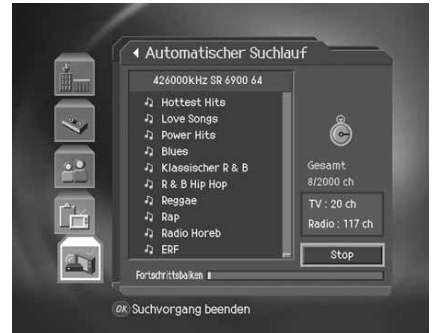 Automatischer Suchlauf
426000kHz SR 6900 64
Hottest Hits
Love Songs
Power Hits
Blues
Klassischer R & B
R & B Hip Hop
Reggae
Rap
Radio Horeb
ERF
Gesamt
8/2000 ch
TV : 20 ch
Radio : 117 ch
Stop
Fortschrittsbalken
OK Suchvorgang beenden